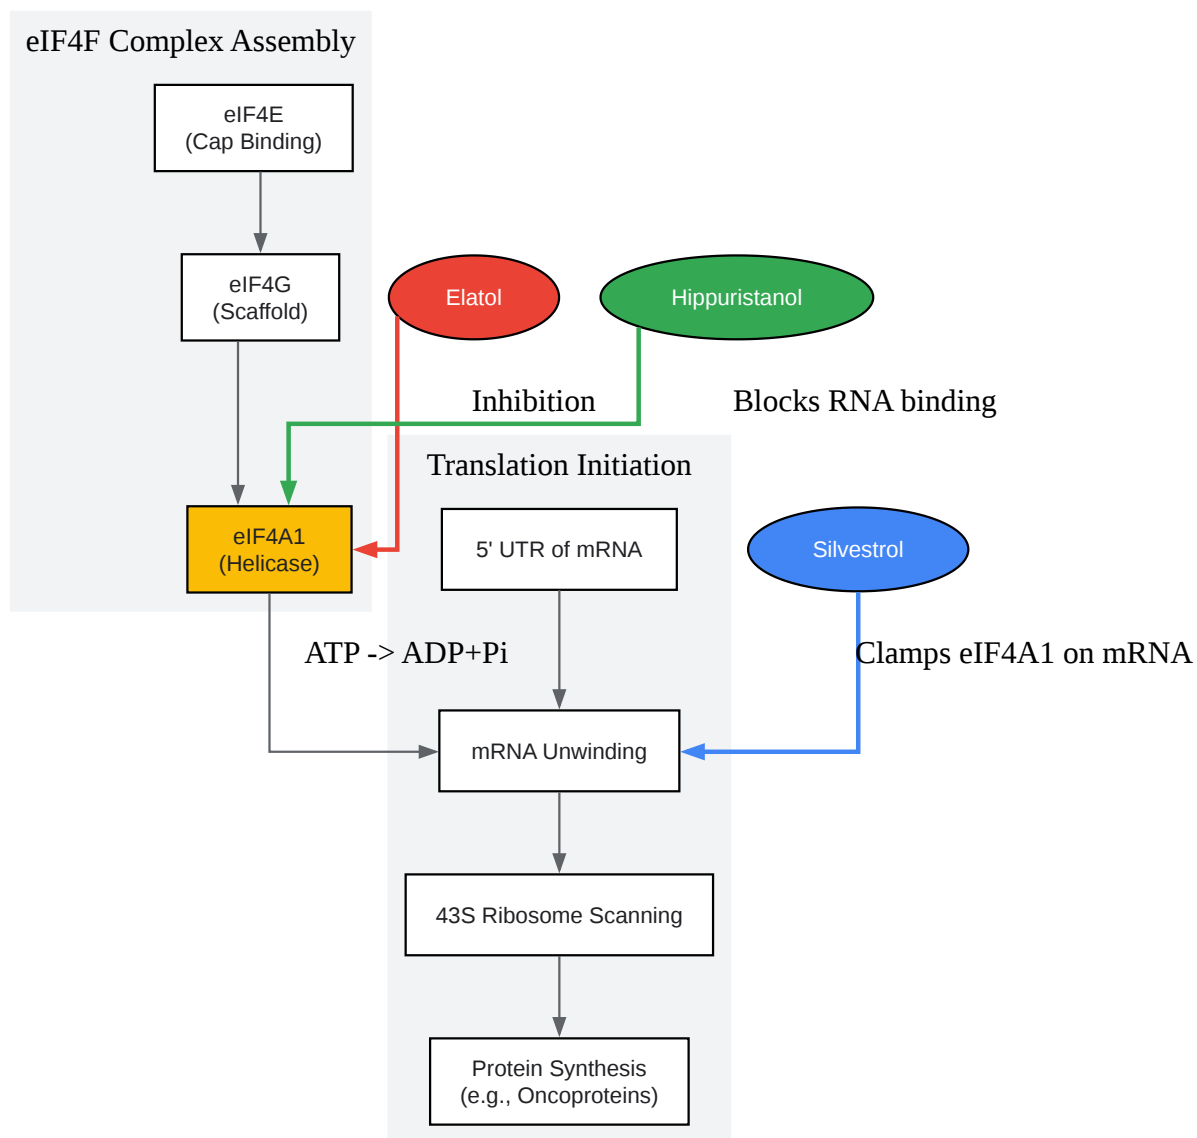 eIF4F Complex Assembly
eIF4E
(Cap Binding)
eIF4G
(Scaffold)
Elatol
Hippuristanol
Inhibition
Blocks RNA binding
Translation Initiation
eIF4A1
(Helicase)
5' UTR of mRNA
Silvestrol
ATP -> ADP+Pi
Clamps eIF4A1 on mRNA
mRNA Unwinding
43S Ribosome Scanning
Protein Synthesis
(e.g., Oncoproteins)